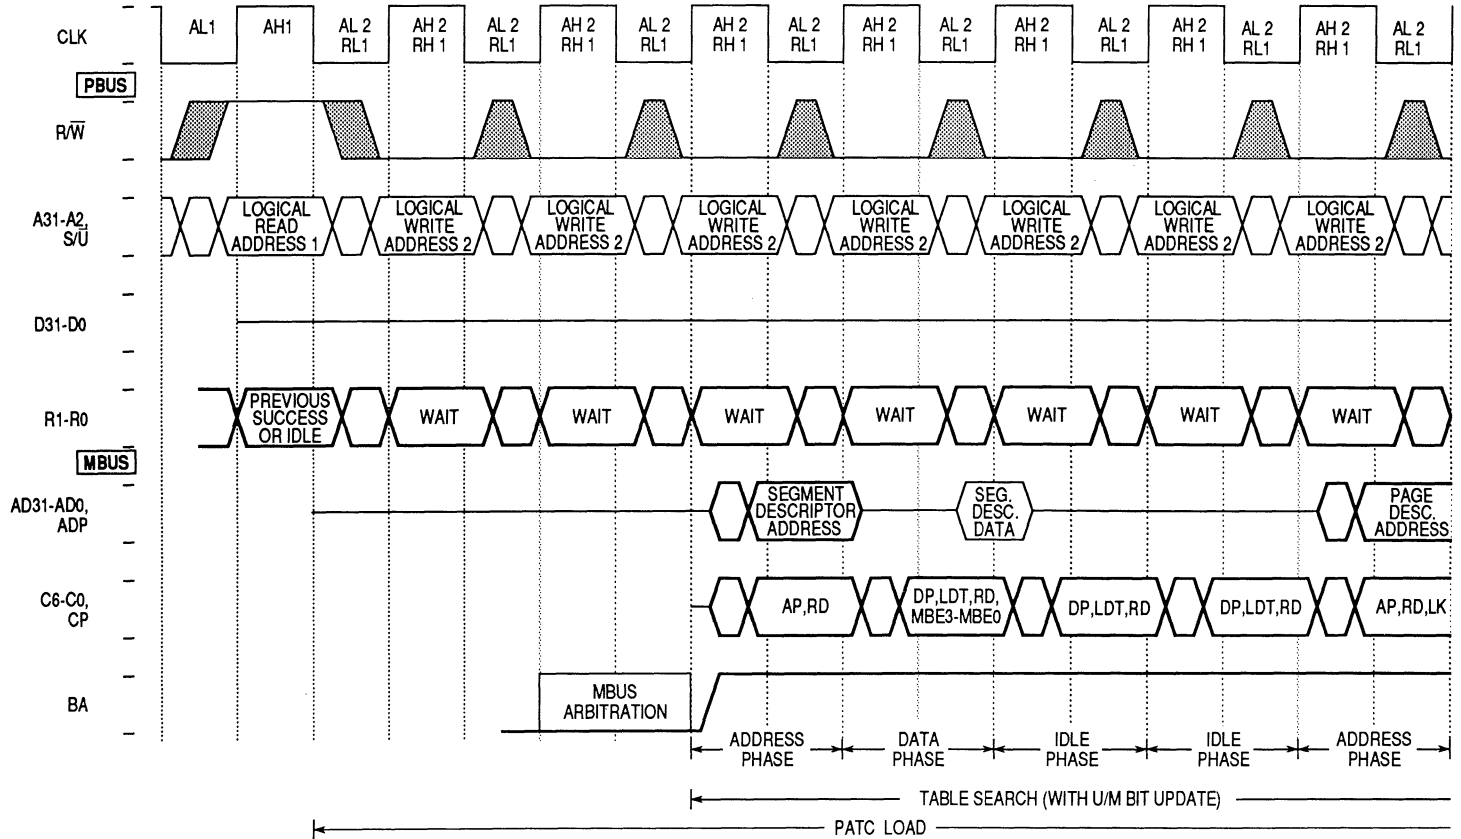 CLK
AL1
AH1
AL 2
RL1
AH 2
RH 1
AL 2
RL1
AH 2
RH 1
AL 2
RL1
AH 2
RH 1
AL 2
RL1
AH 2
RH 1
AL 2
RL1
AH 2
RH 1
AL 2
RL1
AH 2
RH 1
AL 2
RL1
AH 2
RH 1
AL 2
RL1
PBUS
R/W̅
A31-A2,
S/U̅
LOGICAL
READ
ADDRESS 1
LOGICAL
WRITE
ADDRESS 2
LOGICAL
WRITE
ADDRESS 2
LOGICAL
WRITE
ADDRESS 2
LOGICAL
WRITE
ADDRESS 2
LOGICAL
WRITE
ADDRESS 2
LOGICAL
WRITE
ADDRESS 2
LOGICAL
WRITE
ADDRESS 2
D31-D0
R1-R0
PREVIOUS
SUCCESS
OR IDLE
WAIT
WAIT
WAIT
WAIT
WAIT
WAIT
WAIT
MBUS
AD31-AD0,
ADP
SEGMENT
DESCRIPTOR
ADDRESS
SEG.
DESC.
DATA
PAGE
DESC.
ADDRESS
C6-C0,
CP
AP,RD
DP,LDT,RD,
MBE3-MBE0
DP,LDT,RD
DP,LDT,RD
AP,RD,LK
BA
MBUS
ARBITRATION
ADDRESS
PHASE
DATA
PHASE
IDLE
PHASE
IDLE
PHASE
ADDRESS
PHASE
TABLE SEARCH (WITH U/M BIT UPDATE)
PATC LOAD